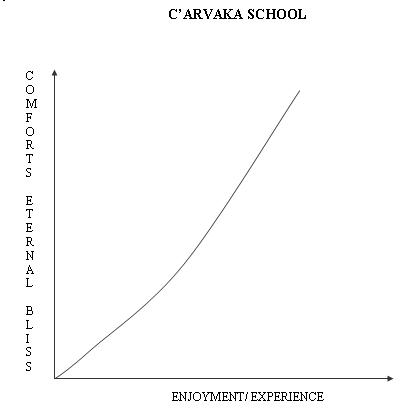 C'ARVAKA SCHOOL
COMFORTS ETERNAL BLISS
ENJOYMENT/ EXPERIENCE